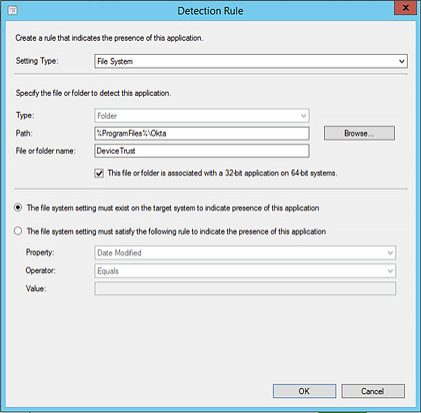 Detection Rule
Create a rule that indicates the presence of this application.
Setting Type: File System
Specify the file or folder to detect this application.
Type: Folder
Path: %ProgramFiles%\Okta Browse...
File or folder name: DeviceTrust
This file or folder is associated with a 32-bit application on 64-bit systems.
The file system setting must exist on the target system to indicate presence of this application
The file system setting must satisfy the following rule to indicate the presence of this application
Property: Date Modified
Operator: Equals
Value:
OK Cancel